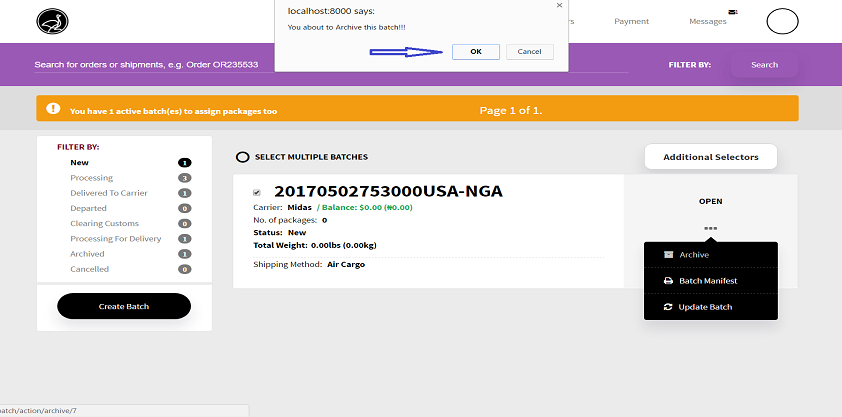 localhost:8000 says:
You about to Archive this batch!!!
OK
Cancel
Payment
Messages
Search for orders or shipments, e.g. Order OR235533
FILTER BY:
Search
You have 1 active batch(es) to assign packages too
Page 1 of 1.
FILTER BY:
New 1
Processing 3
Delivered To Carrier 1
Departed 0
Clearing Customs 0
Processing For Delivery 1
Archived 1
Cancelled 0
Create Batch
SELECT MULTIPLE BATCHES
Additional Selectors
20170502753000USA-NGA
Carrier: Midas / Balance: $0.00 (₦0.00)
No. of packages: 0
Status: New
Total Weight: 0.00lbs (0.00kg)
Shipping Method: Air Cargo
OPEN
Archive
Batch Manifest
Update Batch
atch/action/archive/7